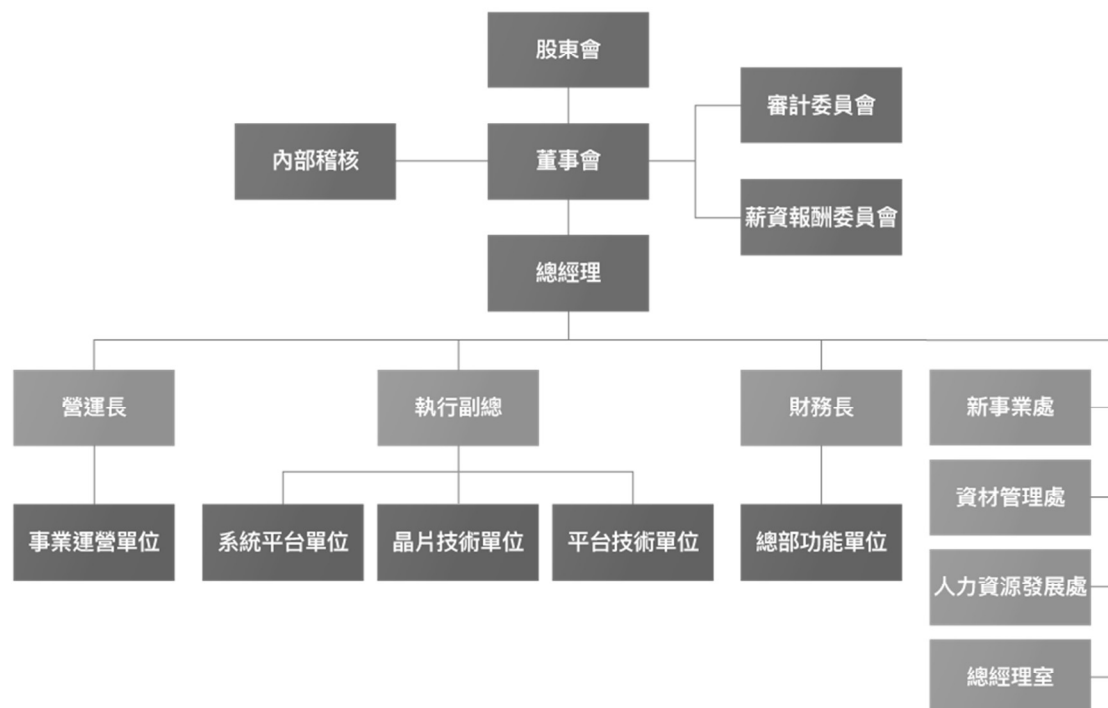 股東會
審計委員會
內部稽核
董事會
薪資報酬委員會
總經理
營運長
執行副總
財務長
新事業處
資材管理處
事業運營單位
系統平台單位
晶片技術單位
平台技術單位
總部功能單位
人力資源發展處
總經理室